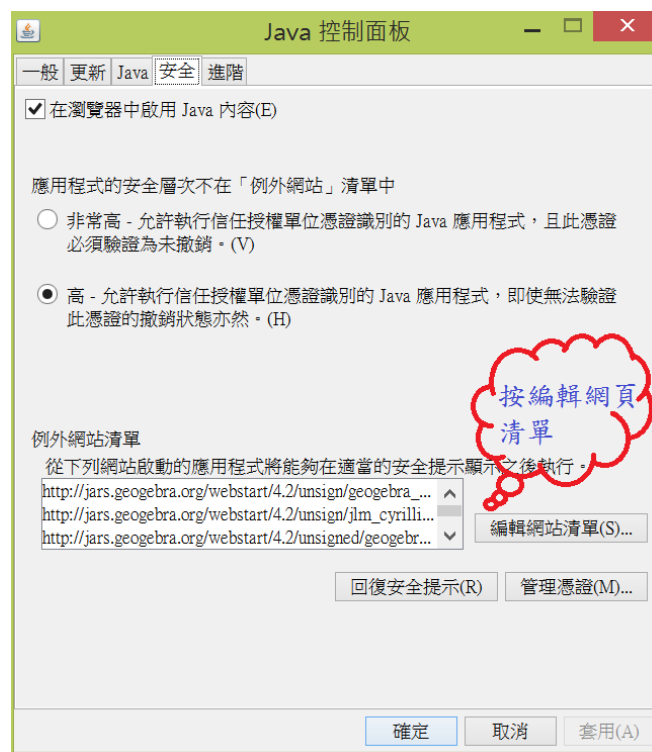 Java 控制面板
一般 更新 Java 安全 進階
在瀏覽器中啟用 Java 內容(E)
應用程式的安全層次不在「例外網站」清單中
非常高 - 允許執行信任授權單位憑證識別的 Java 應用程式，且此憑證
必須驗證為未撤銷。(V)
高 - 允許執行信任授權單位憑證識別的 Java 應用程式，即使無法驗證
此憑證的撤銷狀態亦然。(H)
按編輯網頁
清單
例外網站清單
從下列網站啟動的應用程式將能夠在適當的安全提示顯示之後執行。
http://jars.geogebra.org/webstart/4.2/unsign/geogebra_...
http://jars.geogebra.org/webstart/4.2/unsign/jlm_cyrilli...
http://jars.geogebra.org/webstart/4.2/unsigned/geogebr...
編輯網站清單(S)...
回復安全提示(R) 管理憑證(M)...
確定 取消 套用(A)